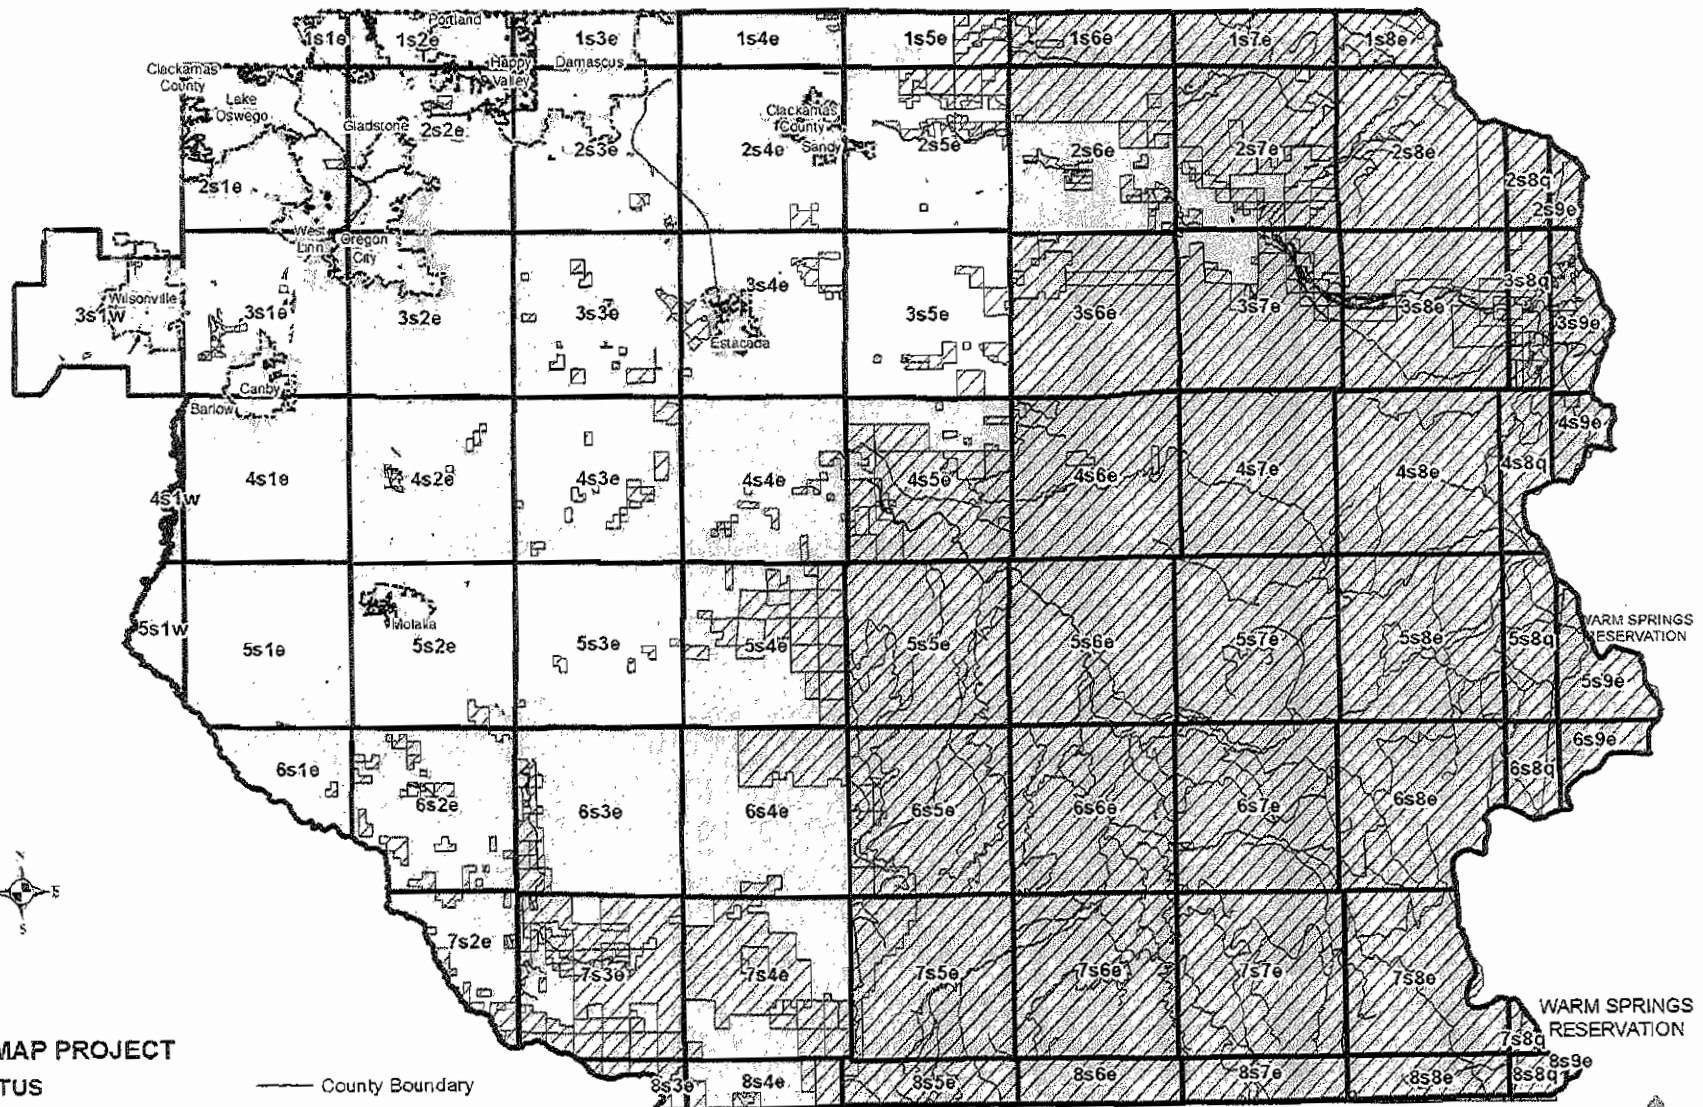 Portland
1s1e
1s2e
1s3e
1s4e
1s5e
1s6e
1s7e
1s8e
Clackamas
County
Happy
Valley
Damascus
Lake
Oswego
Gladstone
2s2e
Clackamas
County
Sandy
2s1e
2s3e
2s4e
2s5e
2s6e
2s7e
2s8e
2s8q
2s9e
West
Linn
Oregon
City
Wilsonville
3s1w
3s1e
3s2e
3s3e
3s4e
3s5e
3s6e
3s7e
3s8e
3s8q
3s9e
Estacada
Canby
Barlow
4s1w
4s1e
4s2e
4s3e
4s4e
4s5e
4s6e
4s7e
4s8e
4s8q
4s9e
5s1w
5s1e
Molalla
5s2e
5s3e
5s4e
5s5e
5s6e
5s7e
5s8e
5s8q
5s9e
WARM SPRINGS
RESERVATION
6s1e
6s2e
6s3e
6s4e
6s5e
6s6e
6s7e
6s8e
6s8q
6s9e
N
E
S
7s2e
7s3e
7s4e
7s5e
7s6e
7s7e
7s8e
7s8q
WARM SPRINGS
RESERVATION
MAP PROJECT
TUS
County Boundary
8s3e
8s4e
8s5e
8s6e
8s7e
8s8e
8s8q
8s9e